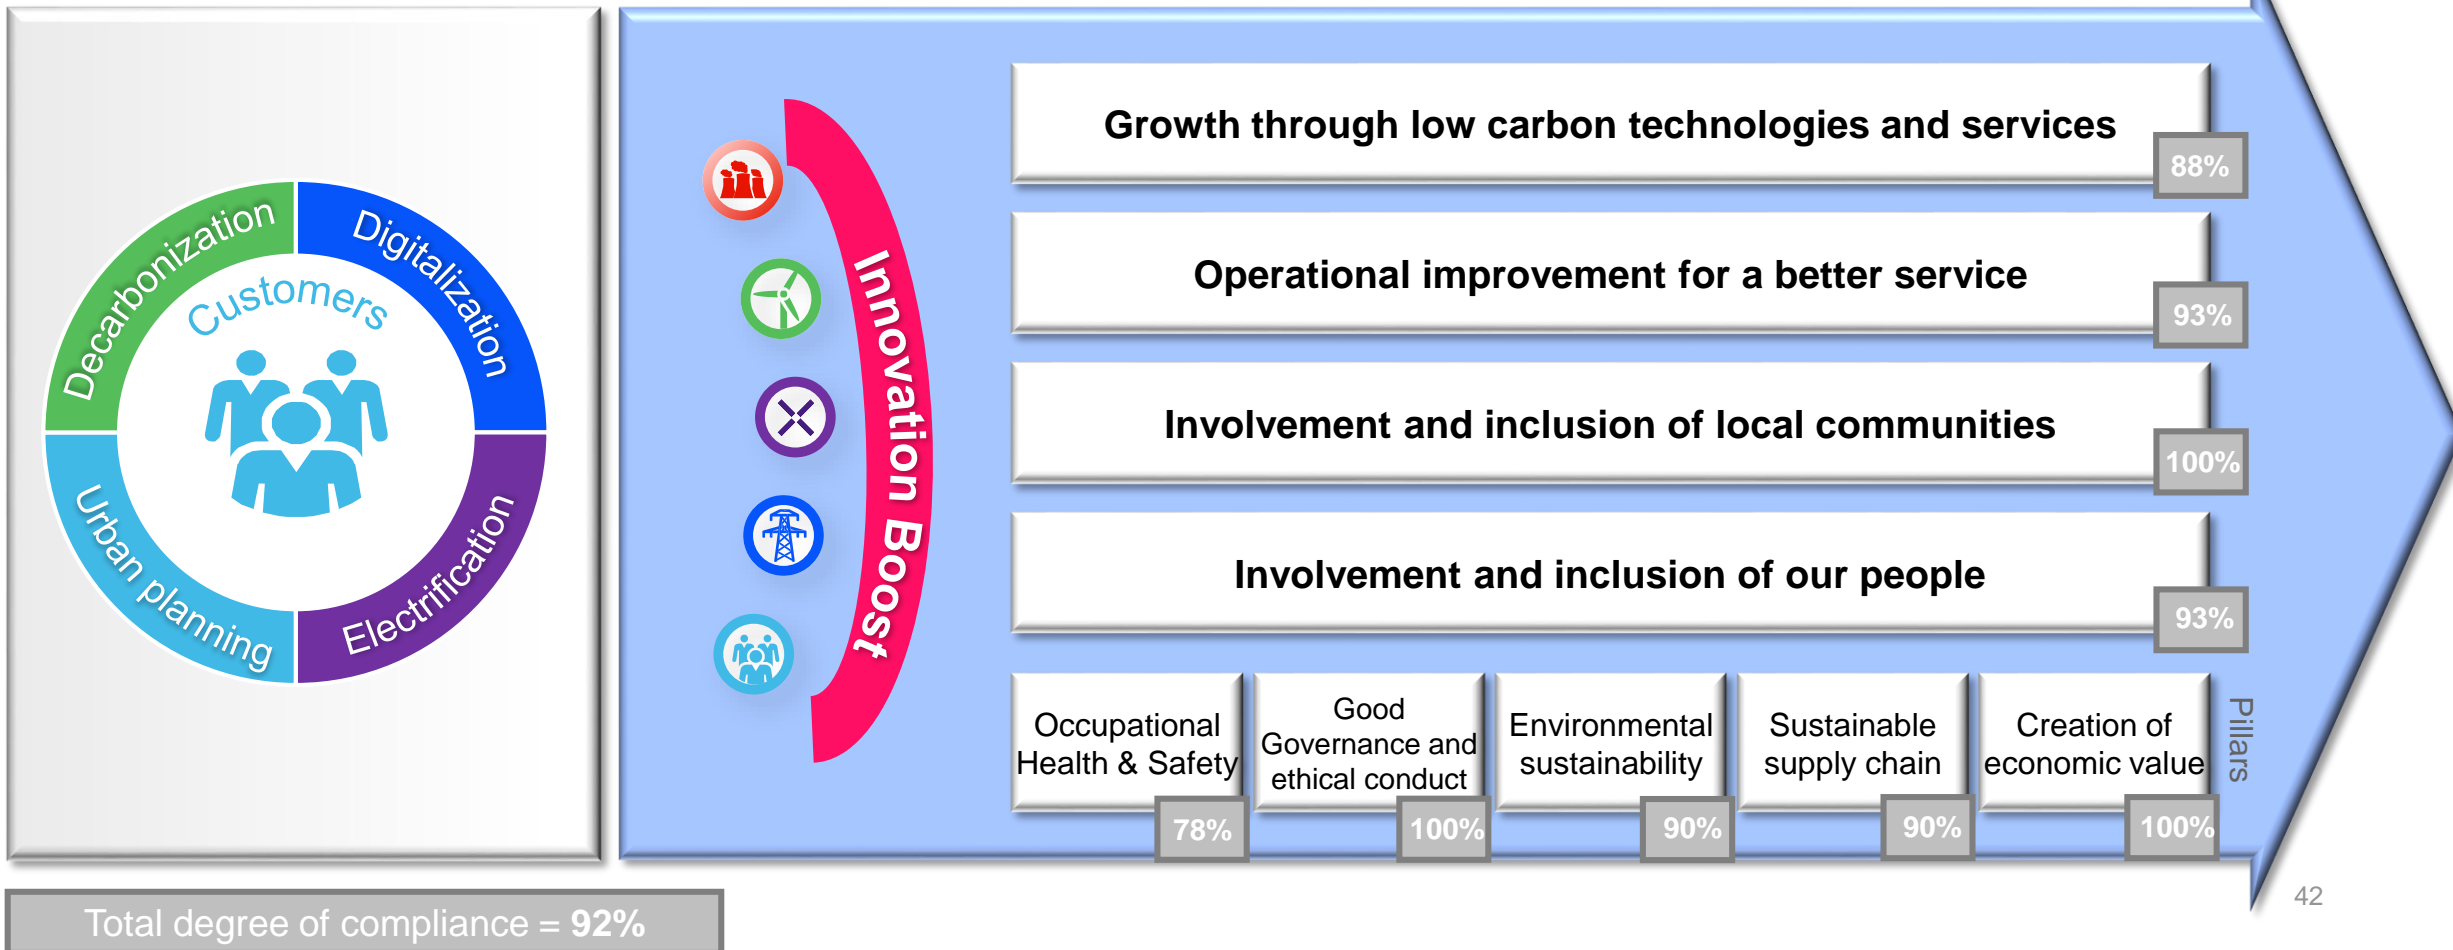 Decarbonization
Digitalization
Customers
Urban planning
Electrification
Innovation Boost
Growth through low carbon technologies and services
88%
Operational improvement for a better service
93%
Involvement and inclusion of local communities
100%
Involvement and inclusion of our people
93%
Occupational
Health & Safety
78%
Good
Governance and
ethical conduct
100%
Environmental
sustainability
90%
Sustainable
supply chain
90%
Creation of
economic value
100%
Pillars
Total degree of compliance = 92%
42